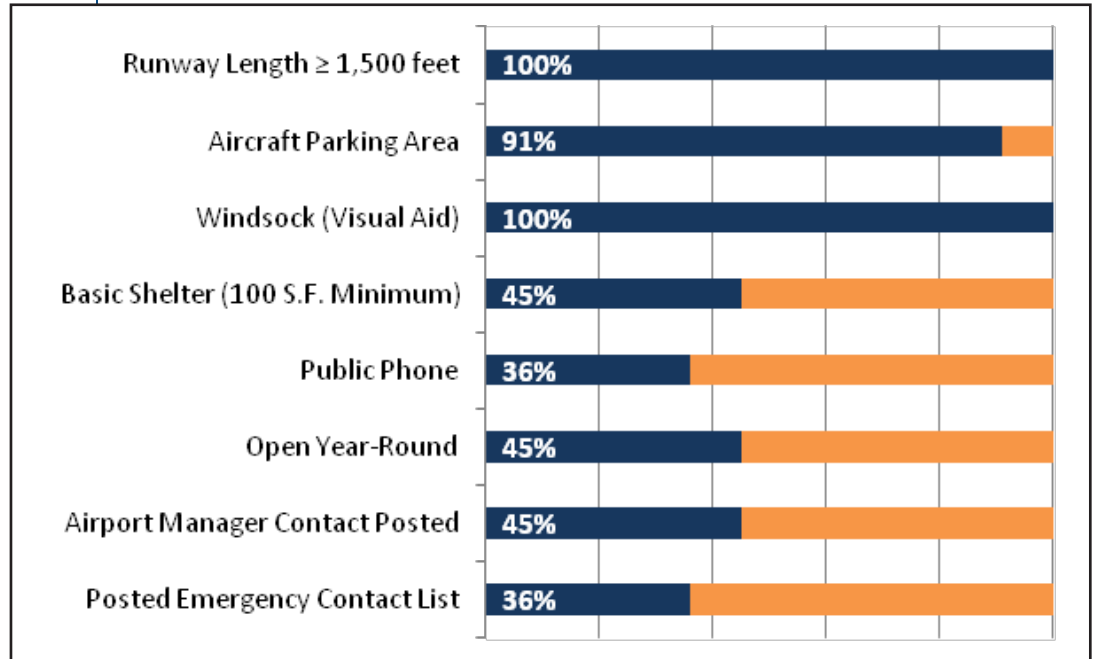 Runway Length ≥ 1,500 feet 100%
Aircraft Parking Area 91%
Windsock (Visual Aid) 100%
Basic Shelter (100 S.F. Minimum) 45%
Public Phone 36%
Open Year-Round 45%
Airport Manager Contact Posted 45%
Posted Emergency Contact List 36%